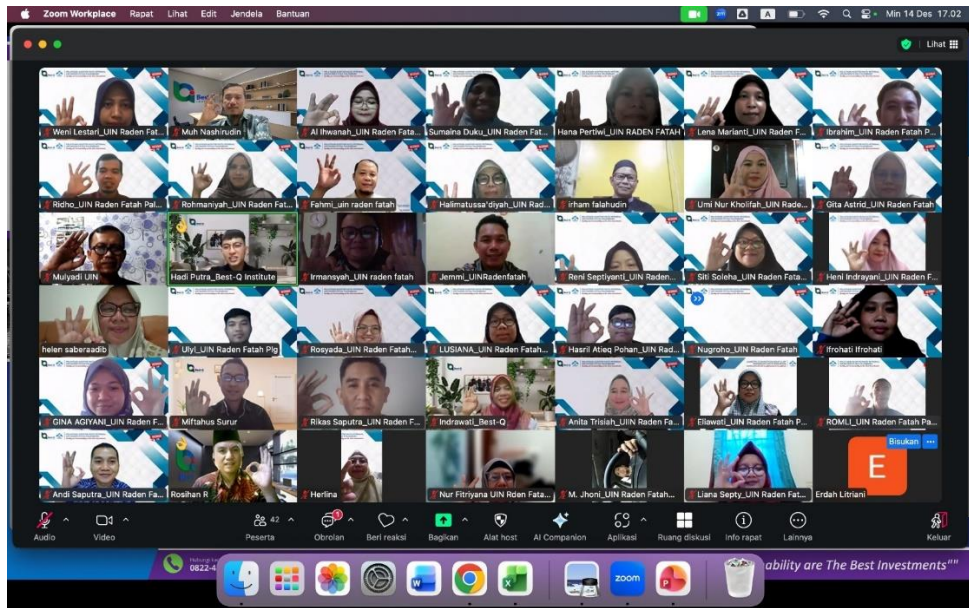 Zoom Workplace Rapat Lihat Edit Jendela Bantuan
zm A Min 14 Des 17.02
Lihat
Weni Lestari_UIN Raden Fat...
Muh Nashirudin
Al Ihwanah_UIN Raden Fata...
Sumaina Duku_UIN Raden Fat...
Hana Pertiwi_UIN RADEN FATAH
Lena Marianti_UIN Raden F...
Ibrahim_UIN Raden Fatah P...
Ridho_UIN Raden Fatah Pal...
Rohmaniyah_UIN Raden Fat...
Fahmi_uin raden fatah
Halimatussa'diyah_UIN Rad...
irham falahudin
Umi Nur Kholifah_UIN Rade...
Gita Astrid_UIN Raden Fatah
Mulyadi UIN
Hadi Putra_Best-Q Institute
Irmansyah_UIN raden fatah
Jemmi_UINRadenfatah
Reni Septiyanti_UIN Raden...
Siti Soleha_UIN Raden Fata...
Heni Indrayani_UIN Raden F...
helen saberaadib
Ulyl_UIN Raden Fatah Plg
Rosyada_UIN Raden Fatah...
LUSIANA_UIN Raden Fatah...
Hasril Atieq Pohan_UIN Rad...
Nugroho_UIN Raden Fatah
Ifrohati Ifrohati
GINA AGIYANI_UIN Raden F...
Miftahus Surur
Rikas Saputra_UIN Raden F...
Indrawati_Best-Q
Anita Trisiah_UIIN Raden Fa...
Eliawati_UIN Raden Fatah P...
ROMLI_UIN Raden Fatah Pa...
Andi Saputra_UIN Raden Fa...
Rosihan R
Herlina
Nur Fitriyana UIN Rden Fata...
M. Jhoni_UIN Raden Fatah...
Liana Septy_UIN Raden Fat...
Bisukan ...
E
Erdah Litriani
42 1
Audio Video Peserta Obrolan Beri reaksi Bagikan Alat host AI Companion Aplikasi Ruang diskusi Info rapat Lainnya Keluar
0822-4
ability are The Best Investments""
W X zoom P